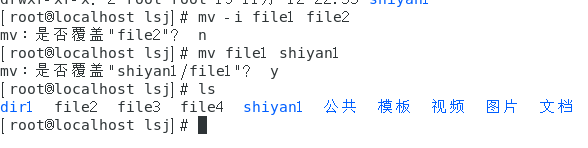 [root@localhost lsj]# mv -i file1 file2
mv：是否覆盖"file2"？ n
[root@localhost lsj]# mv file1 shiyan1
mv：是否覆盖"shiyan1/file1"？ y
[root@localhost lsj]# ls
dir1 file2 file3 file4 shiyan1 公共 模板 视频 图片 文档
[root@localhost lsj]#